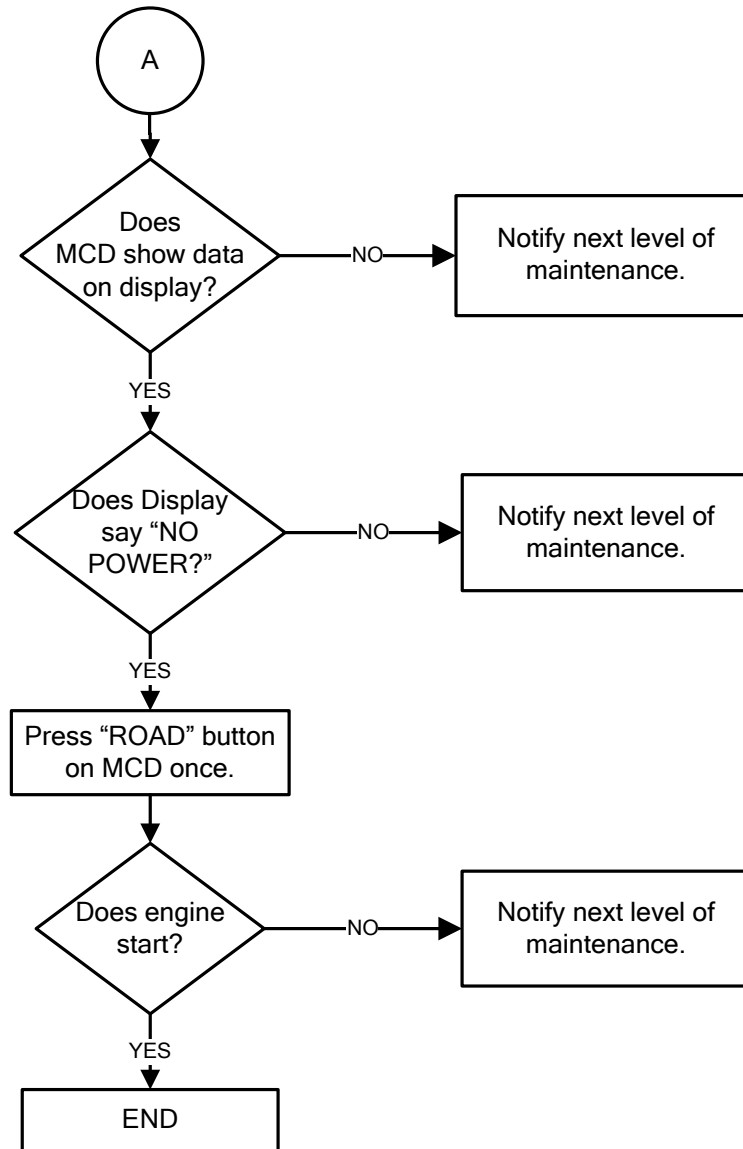 A
Does
MCD show data
on display?
NO
Notify next level of
maintenance.
YES
Does Display
say “NO
POWER?”
NO
Notify next level of
maintenance.
YES
Press “ROAD” button
on MCD once.
Does engine
start?
NO
Notify next level of
maintenance.
YES
END